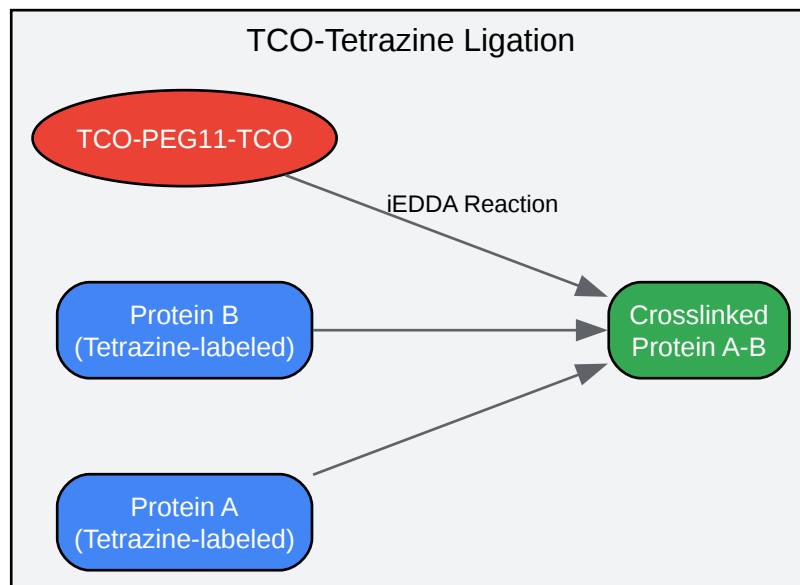 TCO-Tetrazine Ligation
TCO-PEG11-TCO
iEDDA Reaction
Protein B
(Tetrazine-labeled)
Crosslinked
Protein A-B
Protein A
(Tetrazine-labeled)